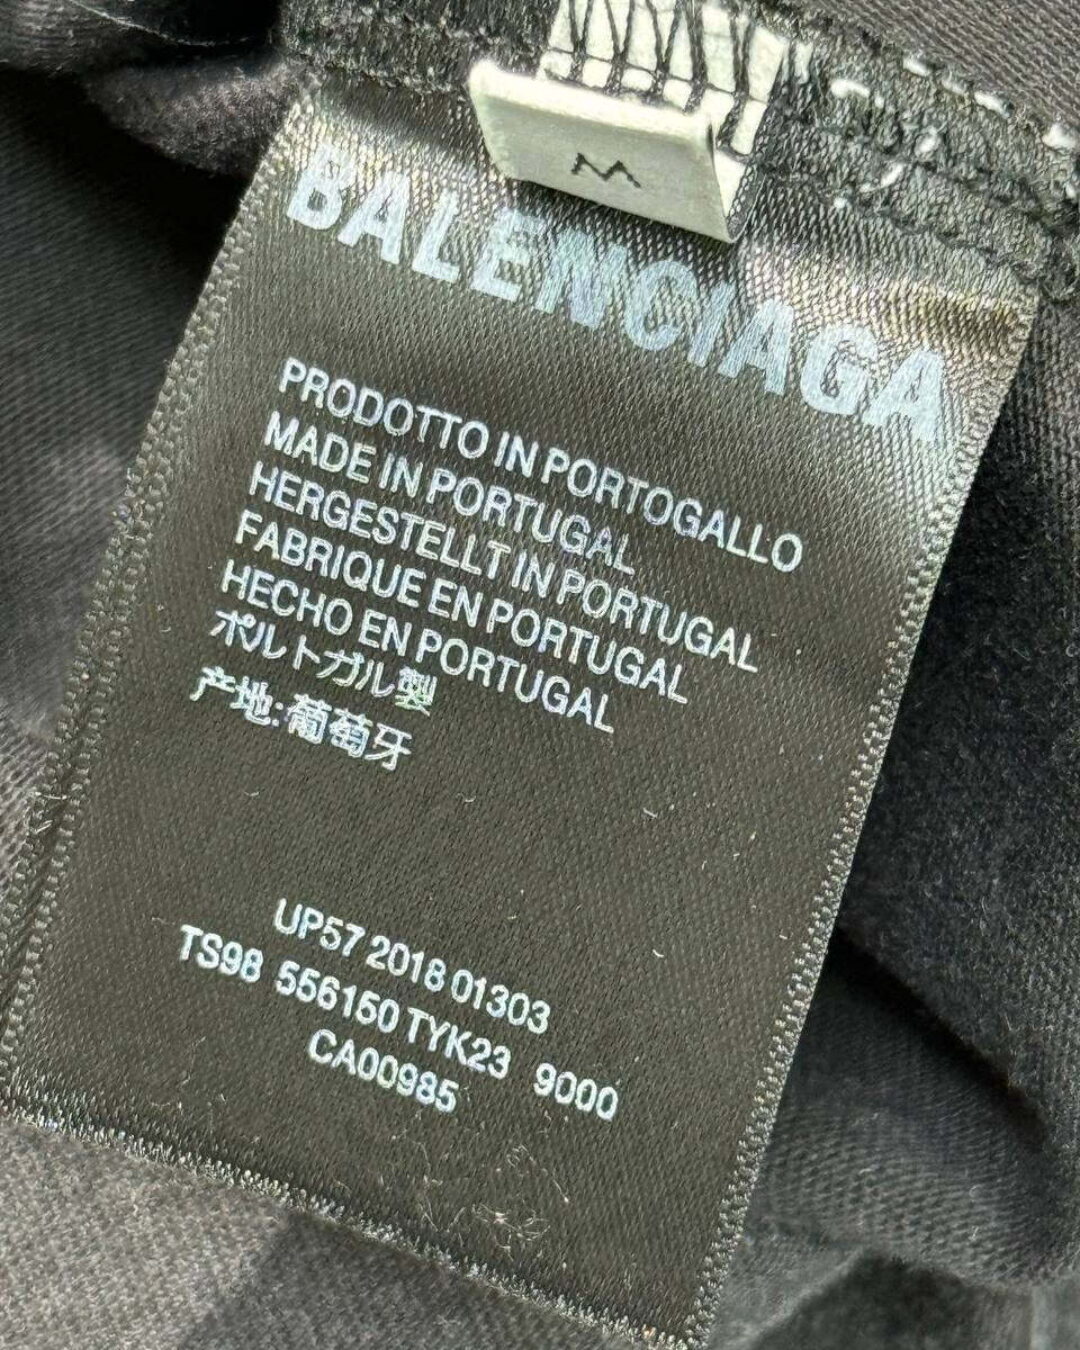 M
BALENCIAGA
PRODOTTO IN PORTOGALLO
MADE IN PORTUGAL
HERGESTELLT IN PORTUGAL
FABRIQUE EN PORTUGAL
HECHO EN PORTUGAL
ポルトガル製
产地:葡萄牙
UP57 2018 01303
TS98 556150 TYK23 9000
CA00985